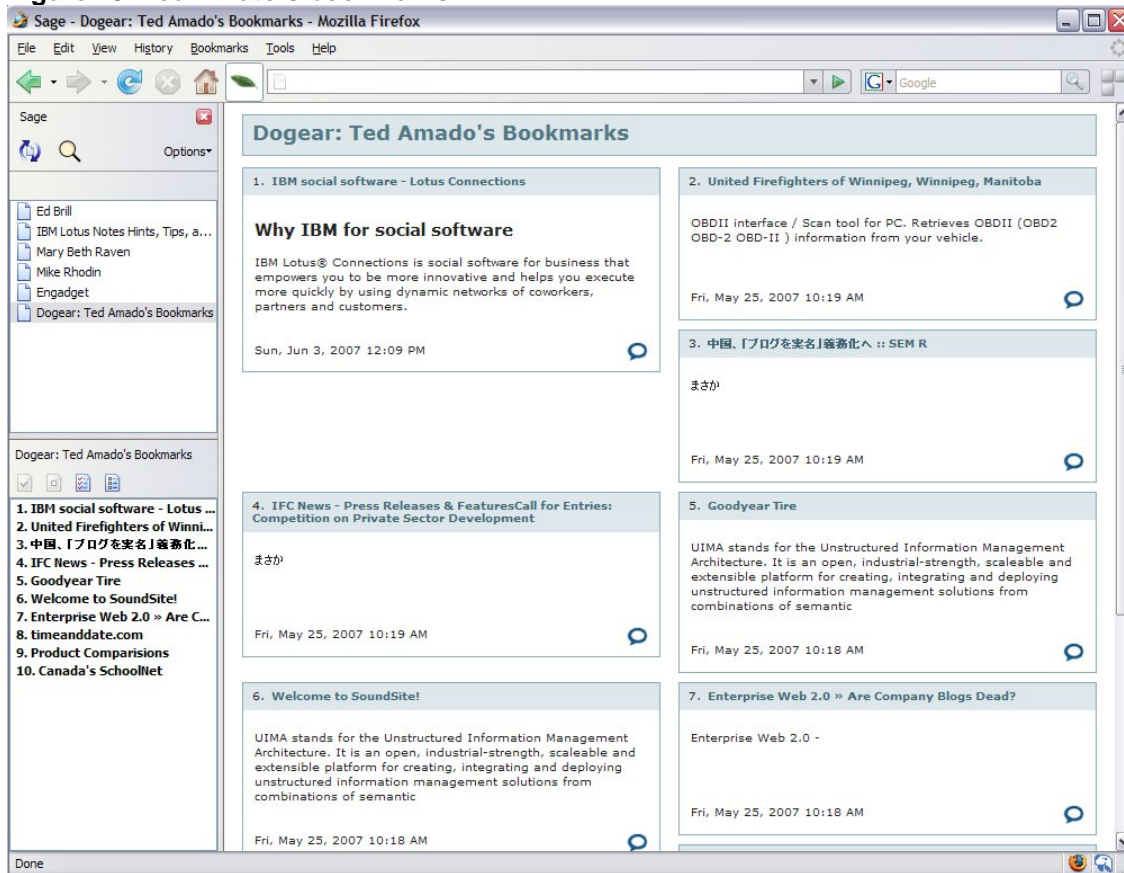 Sage - Dogear: Ted Amado's Bookmarks - Mozilla Firefox
File Edit View History Bookmarks Tools Help
Google
Sage
Options
Ed Brill
IBM Lotus Notes Hints, Tips, a...
Mary Beth Raven
Mike Rhodin
Engadget
Dogear: Ted Amado's Bookmarks
Dogear: Ted Amado's Bookmarks
1. IBM social software - Lotus ...
2. United Firefighters of Winni...
3. 中国、「ブログを実名」義務化...
4. IFC News - Press Releases ...
5. Goodyear Tire
6. Welcome to SoundSite!
7. Enterprise Web 2.0 » Are C...
8. timeanddate.com
9. Product Comparisions
10. Canada's SchoolNet
Dogear: Ted Amado's Bookmarks
1. IBM social software - Lotus Connections
Why IBM for social software
IBM Lotus® Connections is social software for business that
empowers you to be more innovative and helps you execute
more quickly by using dynamic networks of coworkers,
partners and customers.
Sun, Jun 3, 2007 12:09 PM
2. United Firefighters of Winnipeg, Winnipeg, Manitoba
OBDII interface / Scan tool for PC. Retrieves OBDII (OBD2
OBD-2 OBD-II ) information from your vehicle.
Fri, May 25, 2007 10:19 AM
3. 中国、「ブログを実名」義務化へ :: SEM R
まさか
Fri, May 25, 2007 10:19 AM
4. IFC News - Press Releases & FeaturesCall for Entries:
Competition on Private Sector Development
まさか
Fri, May 25, 2007 10:19 AM
5. Goodyear Tire
UIMA stands for the Unstructured Information Management
Architecture. It is an open, industrial-strength, scaleable and
extensible platform for creating, integrating and deploying
unstructured information management solutions from
combinations of semantic
Fri, May 25, 2007 10:18 AM
6. Welcome to SoundSite!
UIMA stands for the Unstructured Information Management
Architecture. It is an open, industrial-strength, scaleable and
extensible platform for creating, integrating and deploying
unstructured information management solutions from
combinations of semantic
Fri, May 25, 2007 10:18 AM
7. Enterprise Web 2.0 » Are Company Blogs Dead?
Enterprise Web 2.0 -
Fri, May 25, 2007 10:18 AM
Done